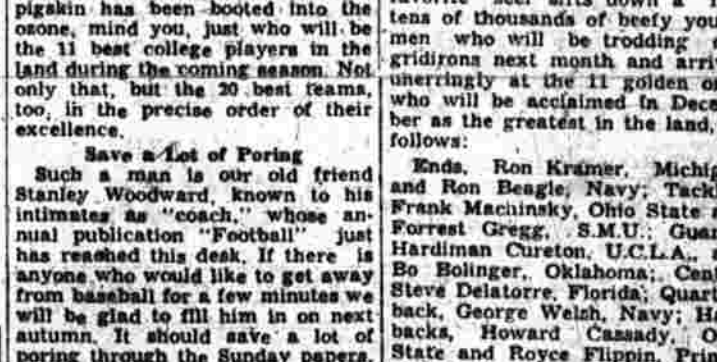 pigskin has been booted into the
ozone, mind you, just who will be
the 11 best college players in the
land during the coming season. Not
only that, but the 20 best teams,
too, in the precise order of their
excellence.
Save a Lot of Poring
Such a man is our old friend
Stanley Woodward, known to his
intimates as "coach," whose an-
nual publication "Football" just
has reached this desk. If there is
anyone who would like to get away
from baseball for a few minutes we
will be glad to fill him in on next
autumn. It should save a lot of
poring through the Sunday papers.
tens of thousands of beefy you
men who will be trodding
gridirons next month and arri
unerringly at the 11 golden o
who will be acclaimed in Dece
ber as the greatest in the land,
follows:
Ends, Ron Kramer, Michig
and Ron Beagle, Navy; Tack
Frank Machinsky, Ohio State
Forrest Gregg, S.M.U.; Guar
Hardiman Cureton, U.C.L.A.,
Bo Bolinger, Oklahoma; Cen
Steve Delatorre, Florida; Quart
back, George Welsh, Navy; Ha
backs, Howard Cassady, O
State and Royce Flippin, Pri